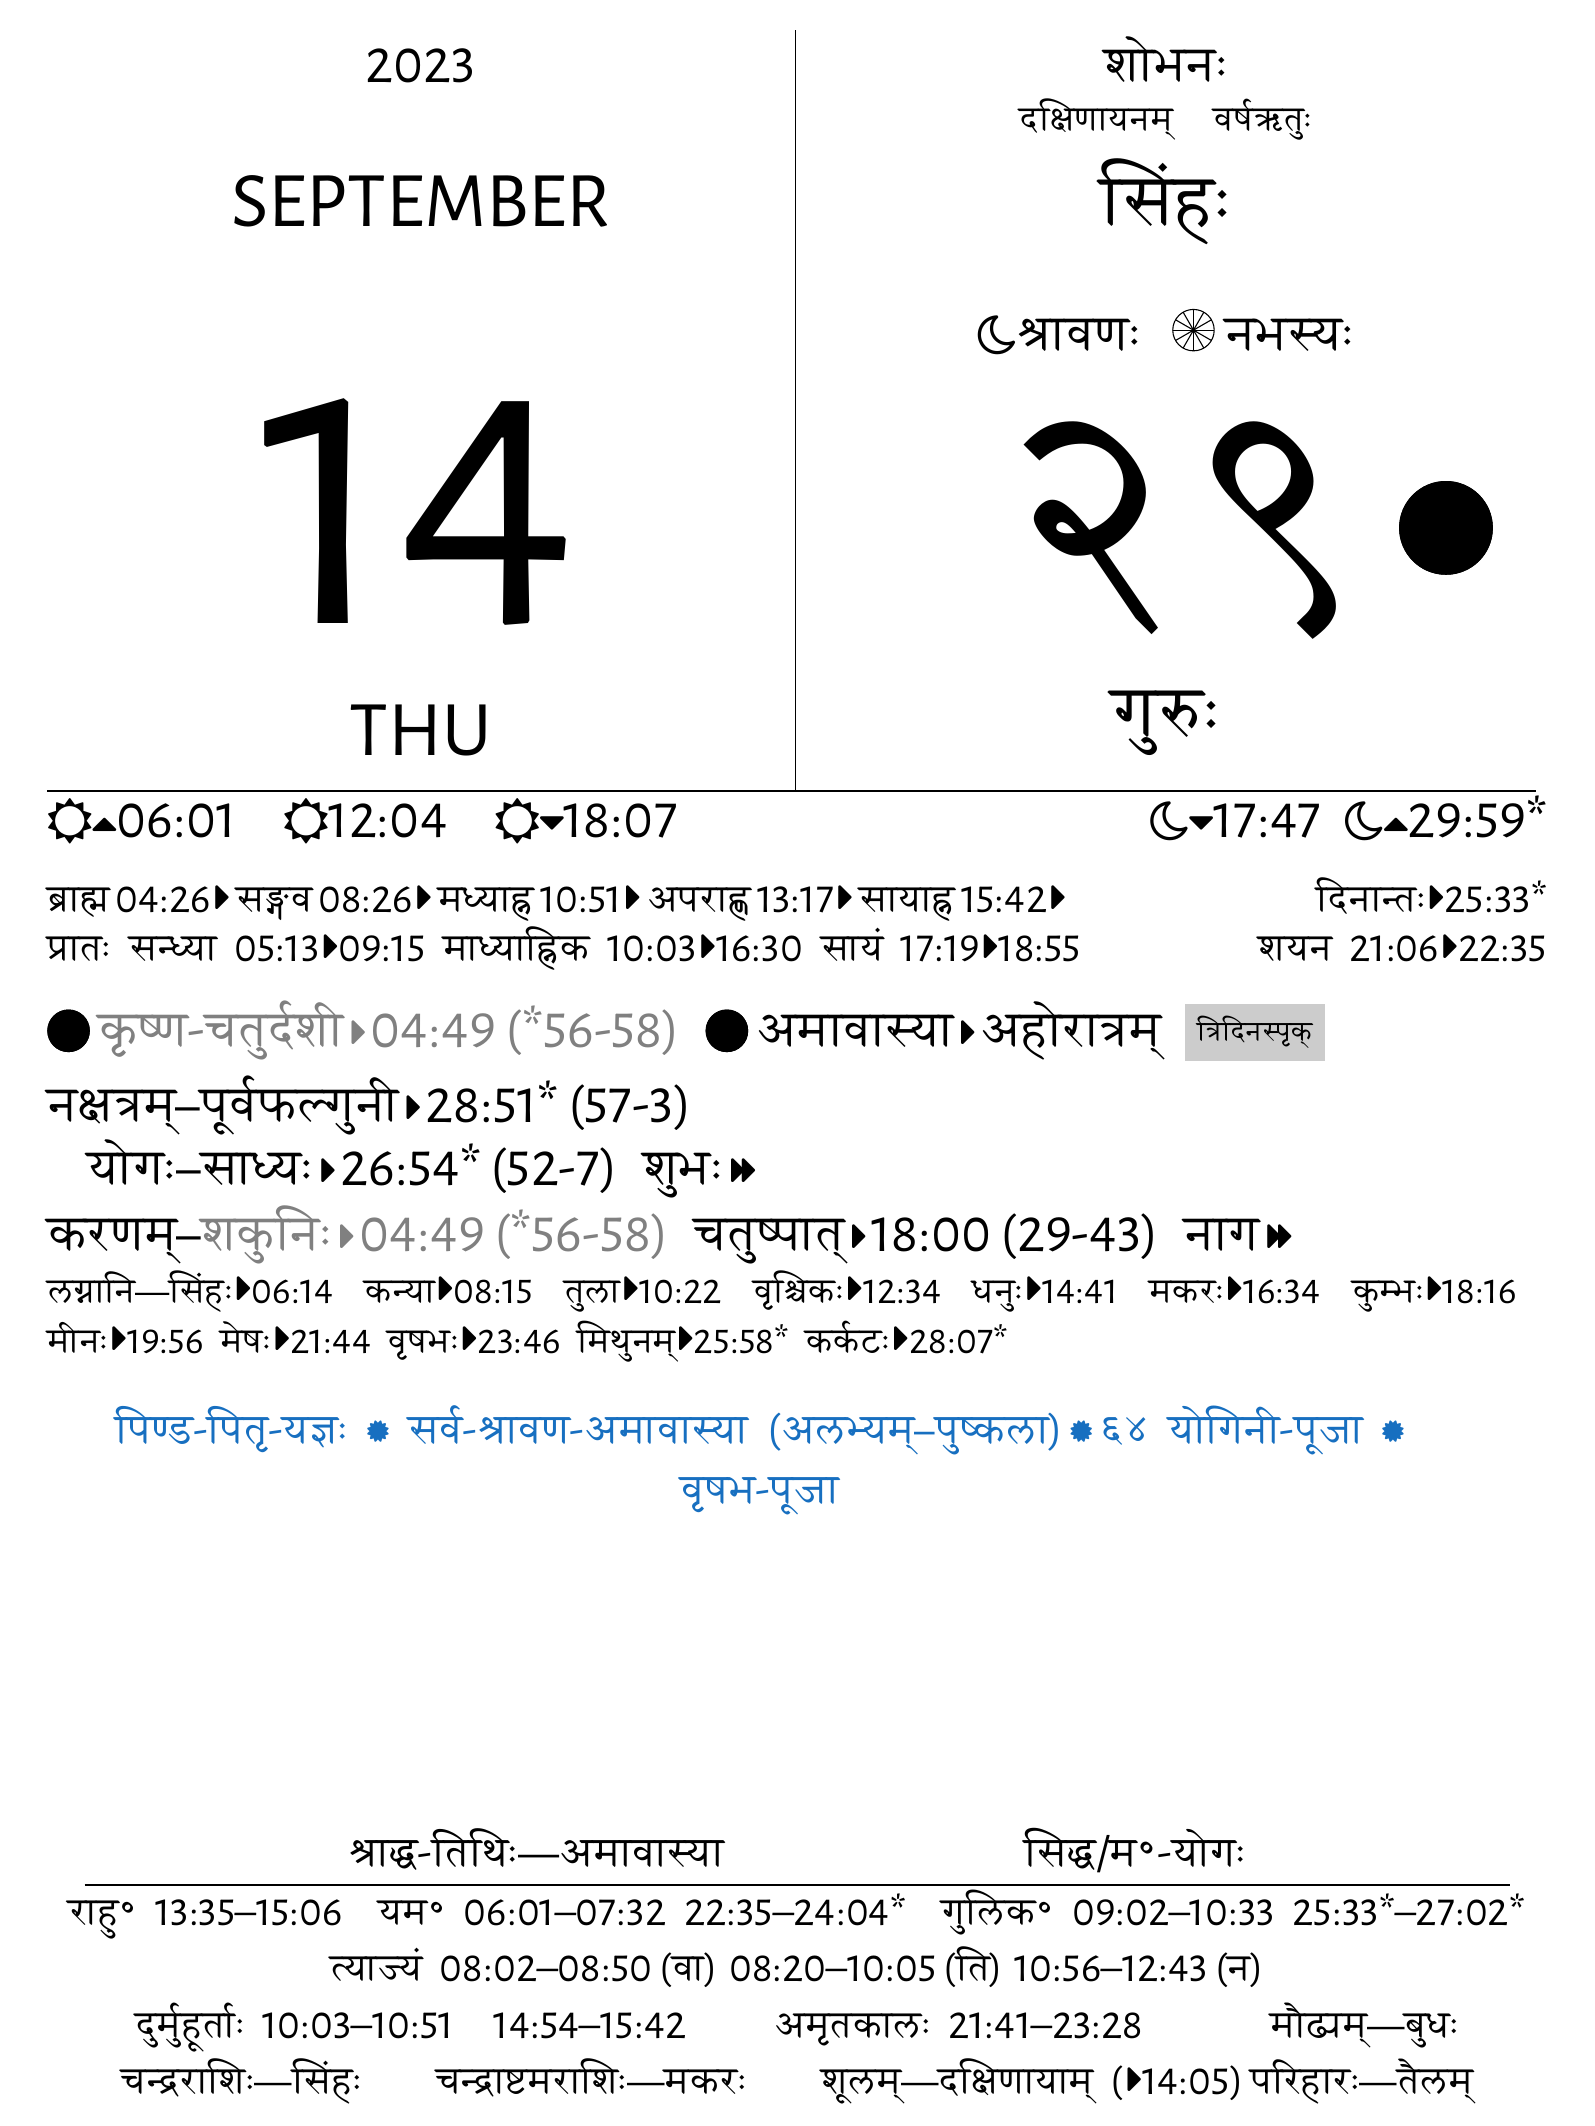 2023
SEPTEMBER
14
THU
शोभनः
दक्षिणायनम् वर्षऋतुः
सिंहः
श्रावणः नभस्यः
२९
गुरुः
06:01 12:04 18:07 17:47 29:59*
ब्राह्म 04:26 सङ्गव 08:26 मध्याह्न 10:51 अपराह्ण 13:17 सायाह्न 15:42 दिनान्तः 25:33*
प्रातः सन्ध्या 05:13 09:15 माध्याह्निक 10:03 16:30 सायं 17:19 18:55 शयन 21:06 22:35
कृष्ण-चतुर्दशी 04:49 (*56-58) अमावास्या अहोरात्रम् त्रिदिनस्पृक्
नक्षत्रम्–पूर्वफल्गुनी 28:51* (57-3)
योगः–साध्यः 26:54* (52-7) शुभः
करणम्–शकुनिः 04:49 (*56-58) चतुष्पात् 18:00 (29-43) नाग
लग्नानि—सिंहः 06:14 कन्या 08:15 तुला 10:22 वृश्चिकः 12:34 धनुः 14:41 मकरः 16:34 कुम्भः 18:16
मीनः 19:56 मेषः 21:44 वृषभः 23:46 मिथुनम् 25:58* कर्कटः 28:07*
पिण्ड-पितृ-यज्ञः सर्व-श्रावण-अमावास्या (अलभ्यम्–पुष्कला) ६४ योगिनी-पूजा
वृषभ-पूजा
श्राद्ध-तिथिः—अमावास्या सिद्ध/म॰-योगः
राहु॰ 13:35–15:06 यम॰ 06:01–07:32 22:35–24:04* गुलिक॰ 09:02–10:33 25:33*–27:02*
त्याज्यं 08:02–08:50 (वा) 08:20–10:05 (ति) 10:56–12:43 (न)
दुर्मुहूर्ताः 10:03–10:51 14:54–15:42 अमृतकालः 21:41–23:28 मौढ्यम्—बुधः
चन्द्रराशिः—सिंहः चन्द्राष्टमराशिः—मकरः शूलम्—दक्षिणायाम् (14:05) परिहारः—तैलम्